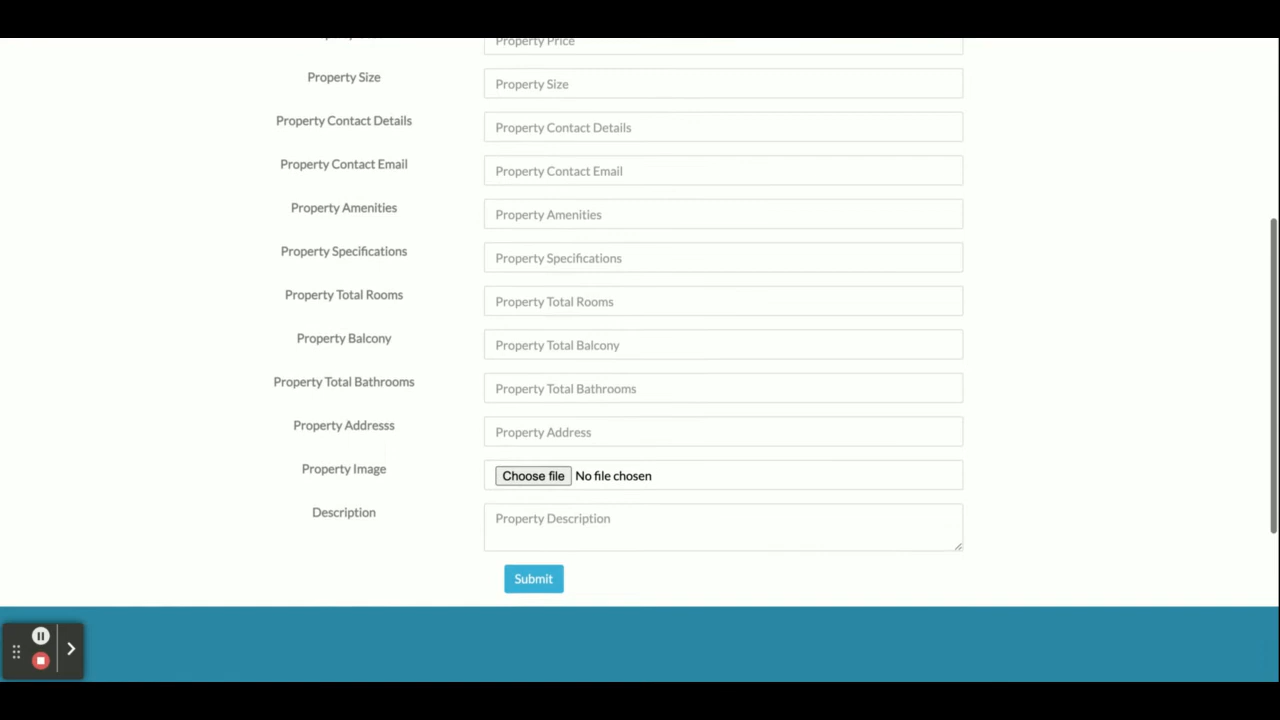 Property Price
Property Size Property Size
Property Contact Details Property Contact Details
Property Contact Email Property Contact Email
Property Amenities Property Amenities
Property Specifications Property Specifications
Property Total Rooms Property Total Rooms
Property Balcony Property Total Balcony
Property Total Bathrooms Property Total Bathrooms
Property Addresss Property Address
Property Image Choose file No file chosen
Description Property Description
Submit